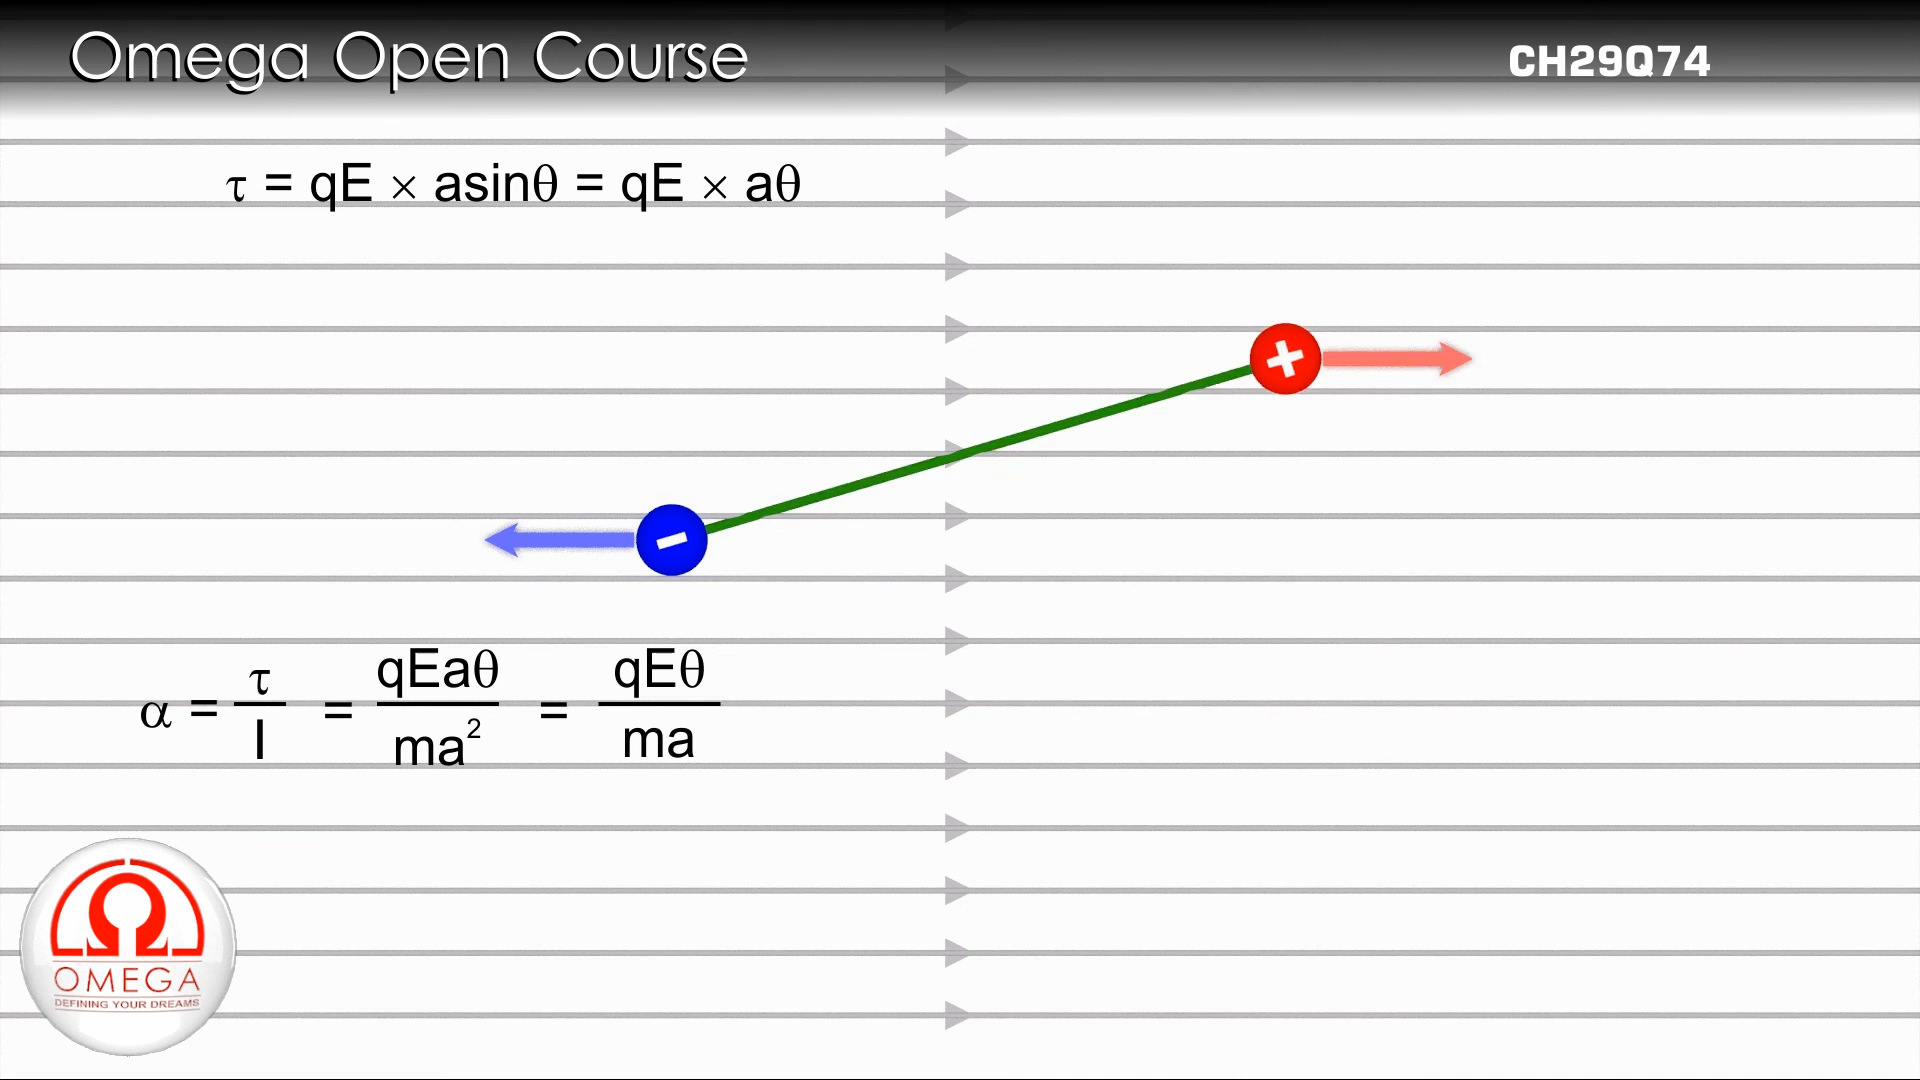 Omega Open Course
CH29Q74
τ = qE × asinθ = qE × aθ
+
−
α = τ/I = qEaθ/ma² = qEθ/ma
OMEGA
DEFINING YOUR DREAMS